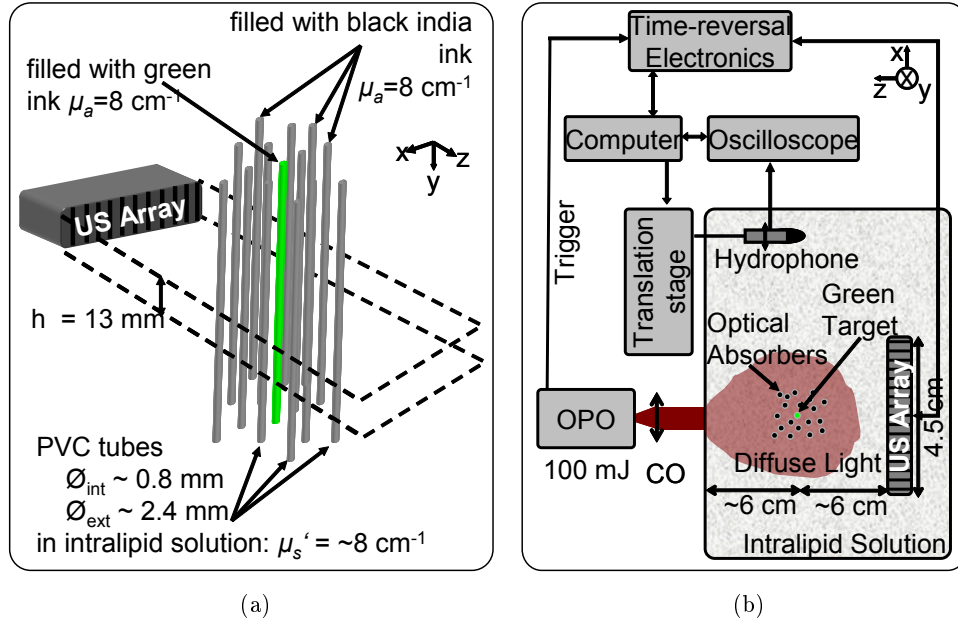 filled with black india
ink
μa=8 cm-1
filled with green
ink μa=8 cm-1
x
z
y
US Array
h = 13 mm
PVC tubes
Øint ~ 0.8 mm
Øext ~ 2.4 mm
in intralipid solution: μs‘ = ~8 cm-1
(a)
Time-reversal
Electronics
x
z
y
Computer
Oscilloscope
Trigger
Translation
stage
Hydrophone
Green
Target
Optical
Absorbers
US Array
4.5 cm
OPO
100 mJ
CO
Diffuse Light
~6 cm
~6 cm
Intralipid Solution
(b)